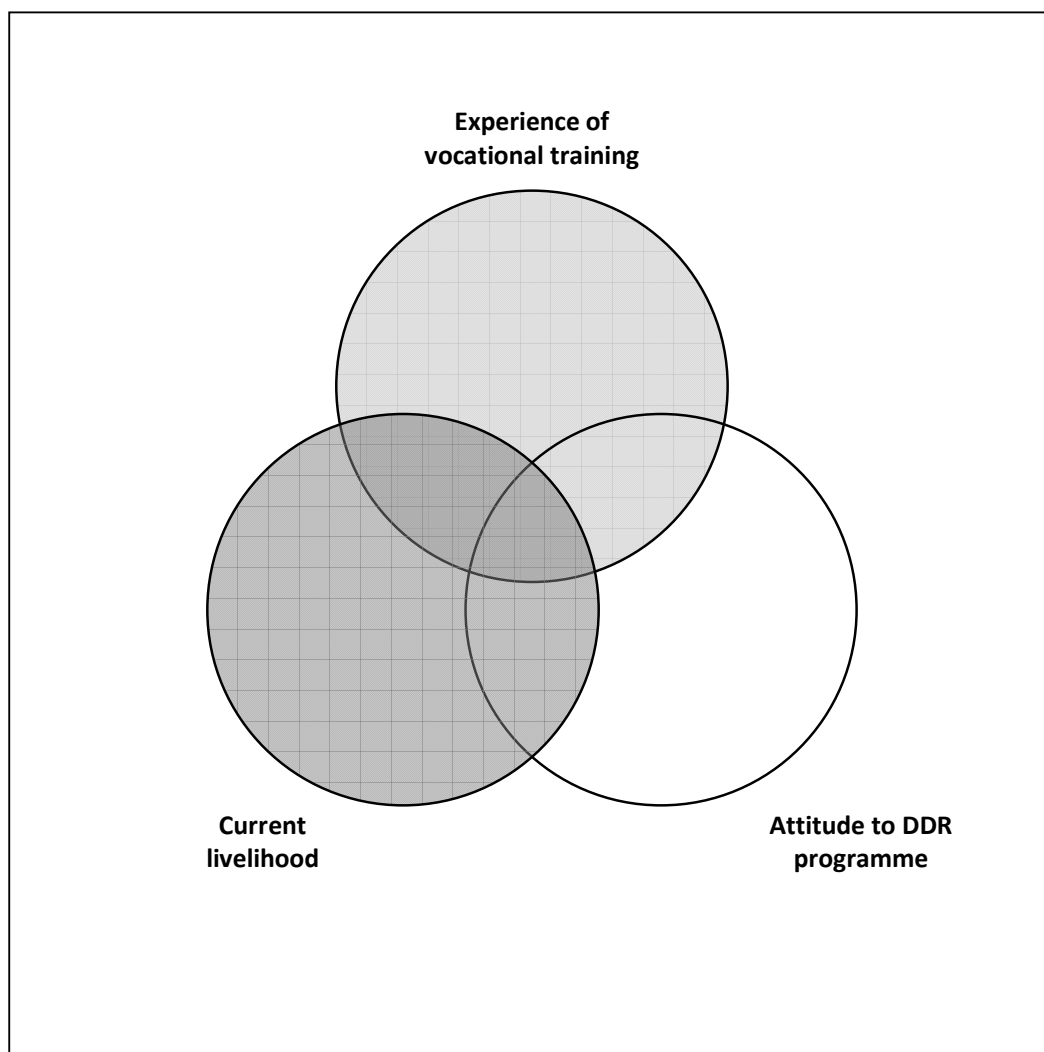 Experience of
vocational training
Current
livelihood
Attitude to DDR
programme